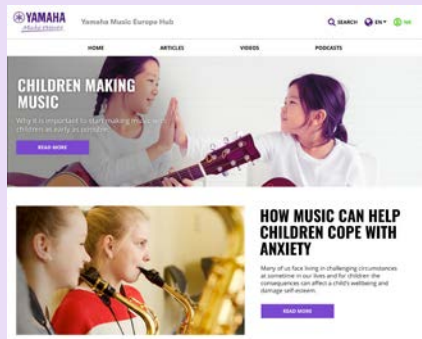 YAMAHA
Make Waves
Yamaha Music Europe Hub
SEARCH
EN
HOME
ARTICLES
VIDEOS
PODCASTS
CHILDREN MAKING
MUSIC
Why it is important to start making music with
children as early as possible.
READ MORE
HOW MUSIC CAN HELP
CHILDREN COPE WITH
ANXIETY
Many of us face living in challenging circumstances
at sometime in our lives and for children the
consequences can affect a child's wellbeing and
damage self-esteem.
READ MORE